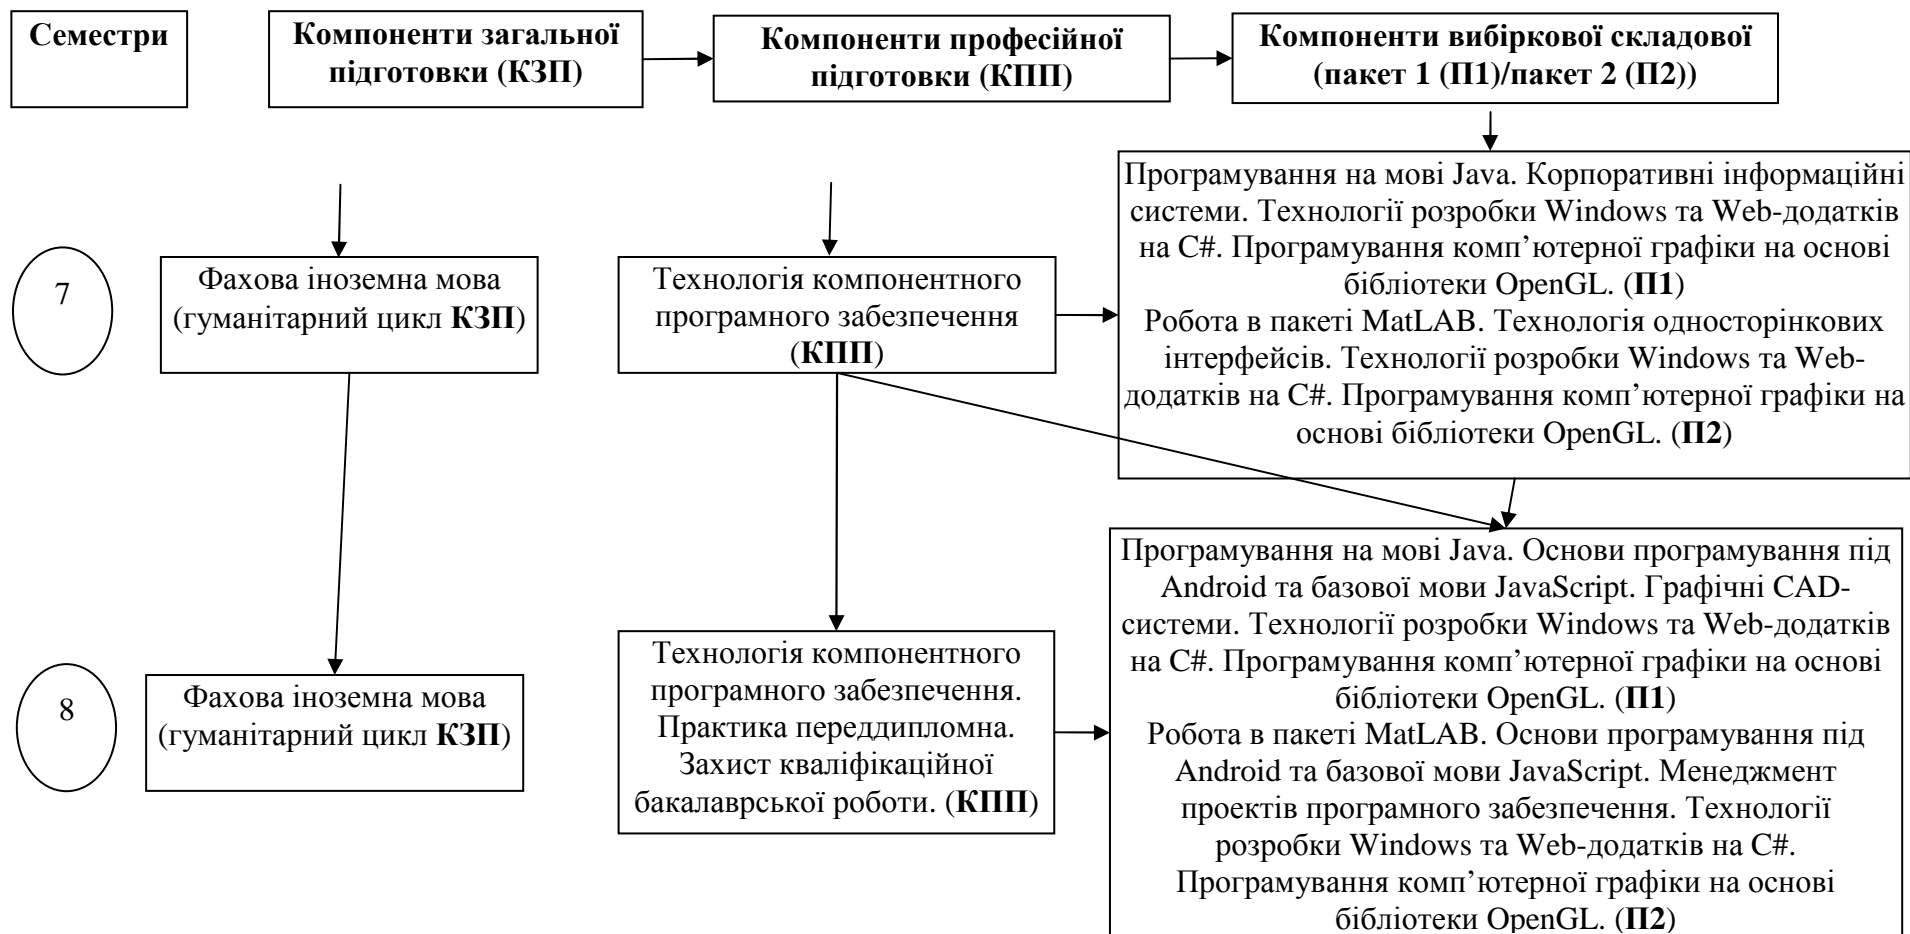 Семестри
Компоненти загальної
підготовки (КЗП)
Компоненти професійної
підготовки (КПП)
Компоненти вибіркової складової
(пакет 1 (П1)/пакет 2 (П2))
7
Фахова іноземна мова
(гуманітарний цикл КЗП)
Технологія компонентного
програмного забезпечення
(КПП)
Програмування на мові Java. Корпоративні інформаційні
системи. Технології розробки Windows та Web-додатків
на C#. Програмування комп’ютерної графіки на основі
бібліотеки OpenGL. (П1)
Робота в пакеті MatLAB. Технологія односторінкових
інтерфейсів. Технології розробки Windows та Web-
додатків на C#. Програмування комп’ютерної графіки на
основі бібліотеки OpenGL. (П2)
8
Фахова іноземна мова
(гуманітарний цикл КЗП)
Технологія компонентного
програмного забезпечення.
Практика переддипломна.
Захист кваліфікаційної
бакалаврської роботи. (КПП)
Програмування на мові Java. Основи програмування під
Android та базової мови JavaScript. Графічні CAD-
системи. Технології розробки Windows та Web-додатків
на C#. Програмування комп’ютерної графіки на основі
бібліотеки OpenGL. (П1)
Робота в пакеті MatLAB. Основи програмування під
Android та базової мови JavaScript. Менеджмент
проектів програмного забезпечення. Технології
розробки Windows та Web-додатків на C#.
Програмування комп’ютерної графіки на основі
бібліотеки OpenGL. (П2)